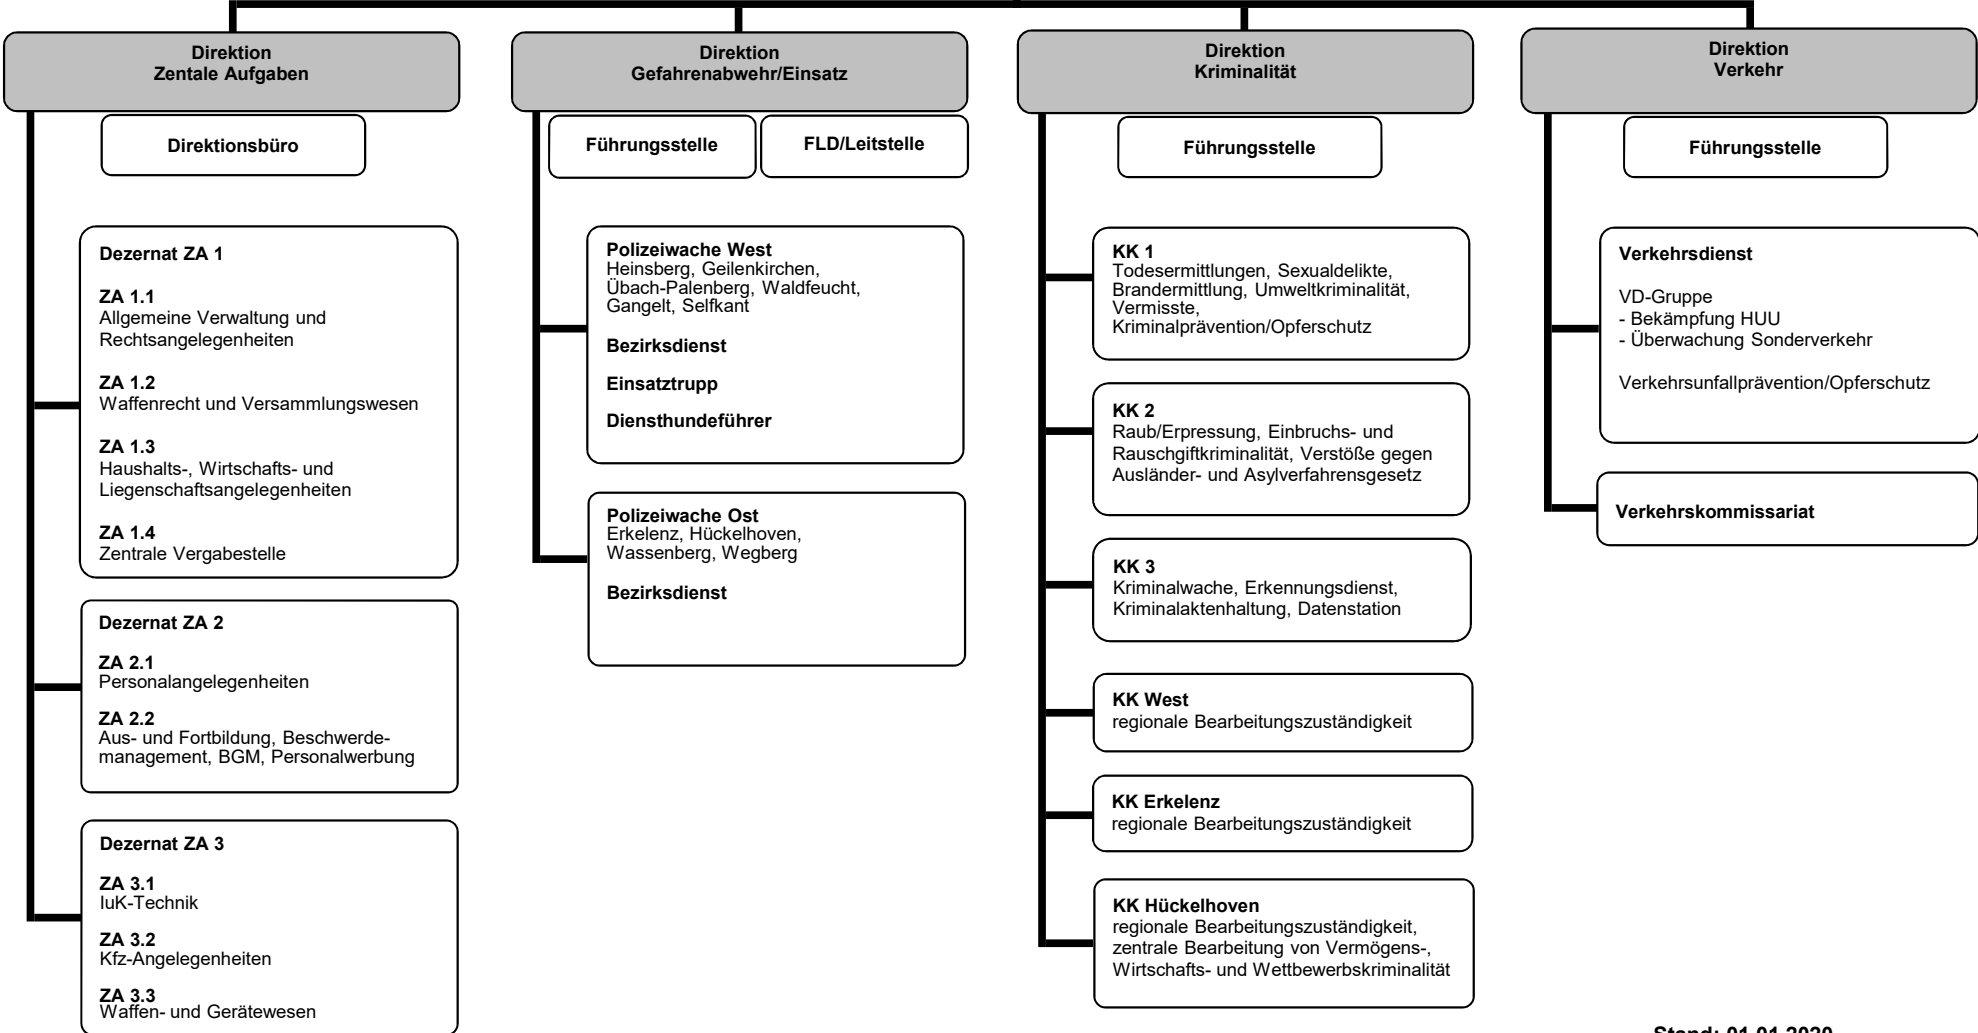 Direktion
Zentale Aufgaben
Direktionsbüro
Dezernat ZA 1
ZA 1.1
Allgemeine Verwaltung und
Rechtsangelegenheiten
ZA 1.2
Waffenrecht und Versammlungswesen
ZA 1.3
Haushalts-, Wirtschafts- und
Liegenschaftsangelegenheiten
ZA 1.4
Zentrale Vergabestelle
Dezernat ZA 2
ZA 2.1
Personalangelegenheiten
ZA 2.2
Aus- und Fortbildung, Beschwerde-
management, BGM, Personalwerbung
Dezernat ZA 3
ZA 3.1
IuK-Technik
ZA 3.2
Kfz-Angelegenheiten
ZA 3.3
Waffen- und Gerätewesen
Direktion
Gefahrenabwehr/Einsatz
Führungsstelle
FLD/Leitstelle
Polizeiwache West
Heinsberg, Geilenkirchen,
Übach-Palenberg, Waldfeucht,
Gangelt, Selfkant
Bezirksdienst
Einsatztrupp
Diensthundeführer
Polizeiwache Ost
Erkelenz, Hückelhoven,
Wassenberg, Wegberg
Bezirksdienst
Direktion
Kriminalität
Führungsstelle
KK 1
Todesermittlungen, Sexualdelikte,
Brandermittlung, Umweltkriminalität,
Vermisste,
Kriminalprävention/Opferschutz
KK 2
Raub/Erpressung, Einbruchs- und
Rauschgiftkriminalität, Verstöße gegen
Ausländer- und Asylverfahrensgesetz
KK 3
Kriminalwache, Erkennungsdienst,
Kriminalaktenhaltung, Datenstation
KK West
regionale Bearbeitungszuständigkeit
KK Erkelenz
regionale Bearbeitungszuständigkeit
KK Hückelhoven
regionale Bearbeitungszuständigkeit,
zentrale Bearbeitung von Vermögens-,
Wirtschafts- und Wettbewerbskriminalität
Direktion
Verkehr
Führungsstelle
Verkehrsdienst
VD-Gruppe
- Bekämpfung HUU
- Überwachung Sonderverkehr
Verkehrsunfallprävention/Opferschutz
Verkehrskommissariat
Stand: 01.01.2020